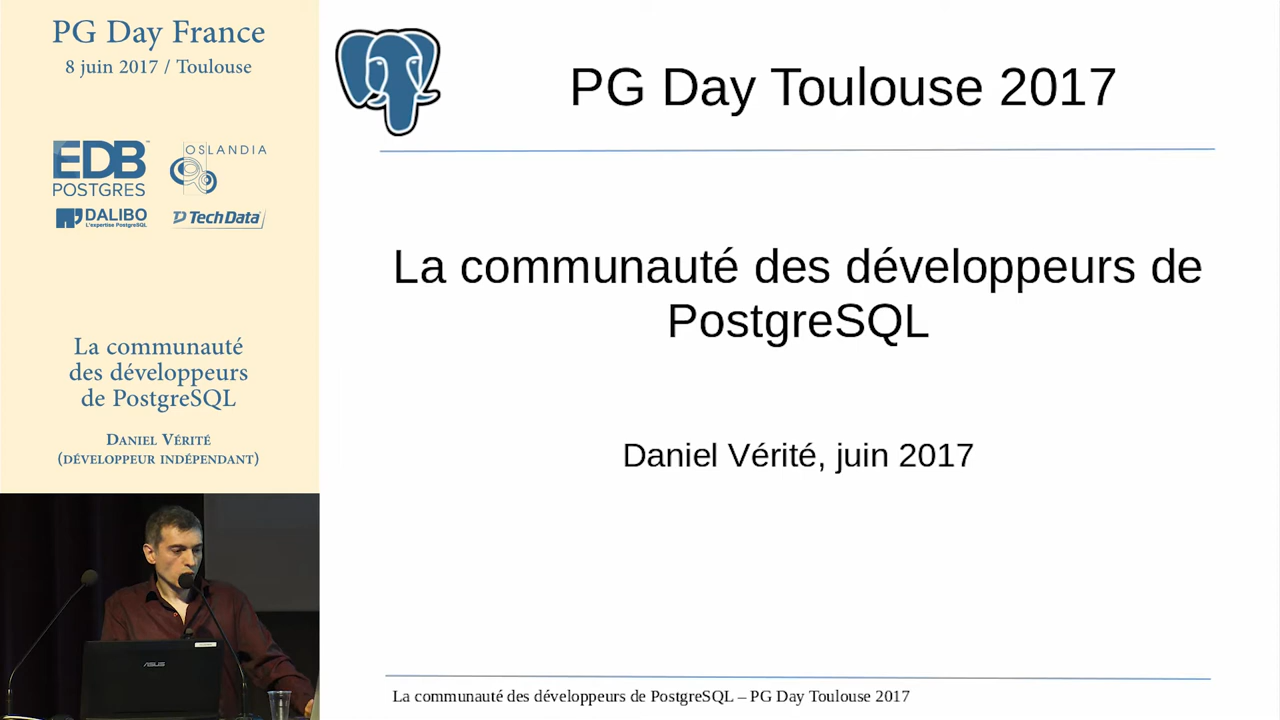 PG Day France
8 juin 2017 / Toulouse
EDB
POSTGRES
OSLANDIA
DALIBO
L'expertise PostgreSQL
TechData
La communauté
des développeurs
de PostgreSQL
DANIEL VÉRITÉ
(DÉVELOPPEUR INDÉPENDANT)
ASUS
PG Day Toulouse 2017
La communauté des développeurs de
PostgreSQL
Daniel Vérité, juin 2017
La communauté des développeurs de PostgreSQL – PG Day Toulouse 2017